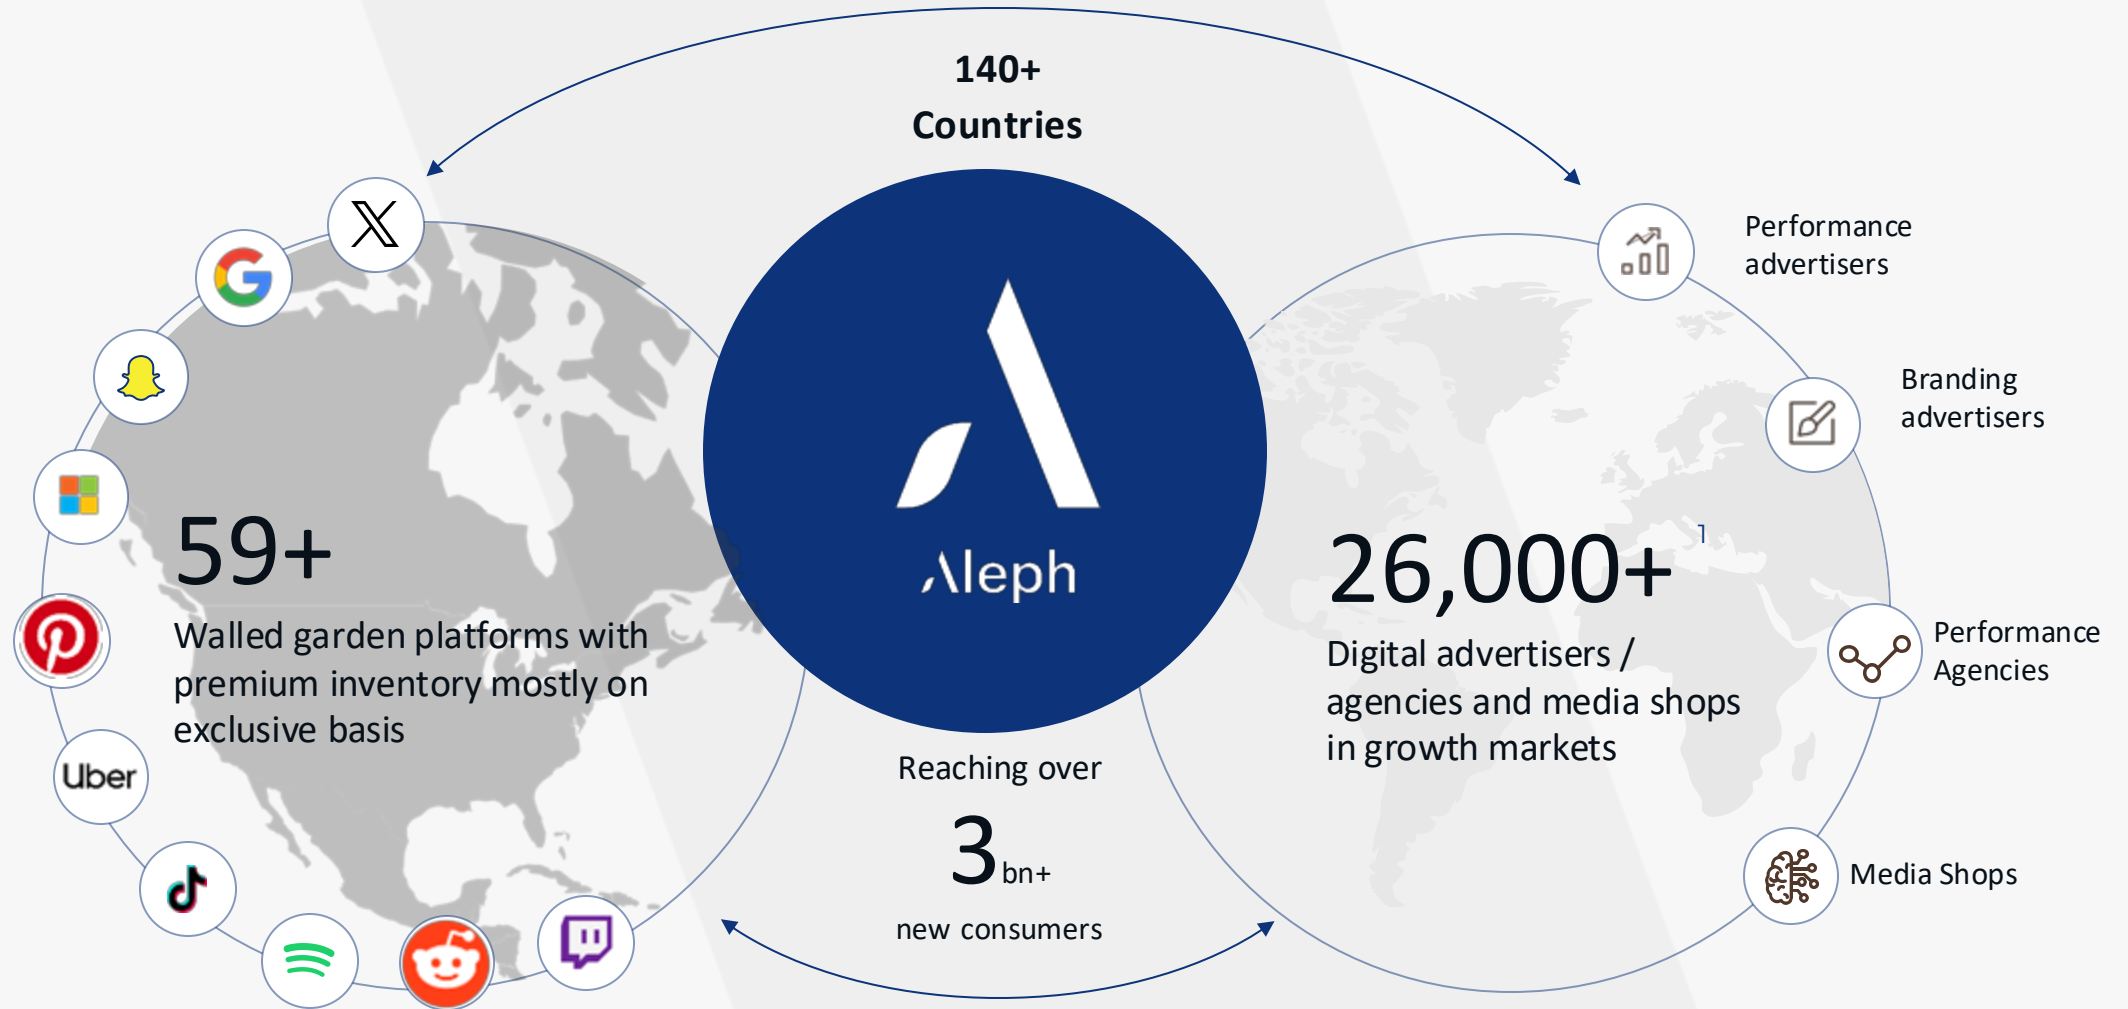 140+
Countries
Aleph
59+
Walled garden platforms with
premium inventory mostly on
exclusive basis
Uber
Reaching over
3 bn+
new consumers
26,000+ 1
Digital advertisers /
agencies and media shops
in growth markets
Performance
advertisers
Branding
advertisers
Performance
Agencies
Media Shops